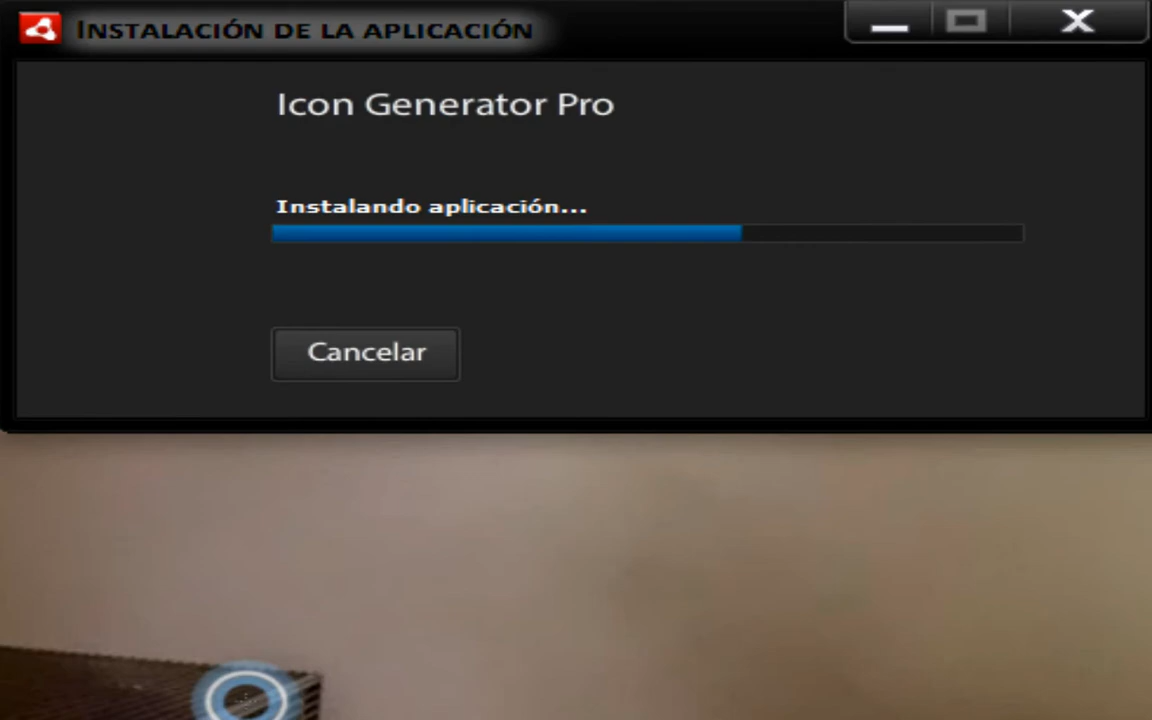 INSTALACIÓN DE LA APLICACIÓN
Icon Generator Pro
Instalando aplicación...
Cancelar